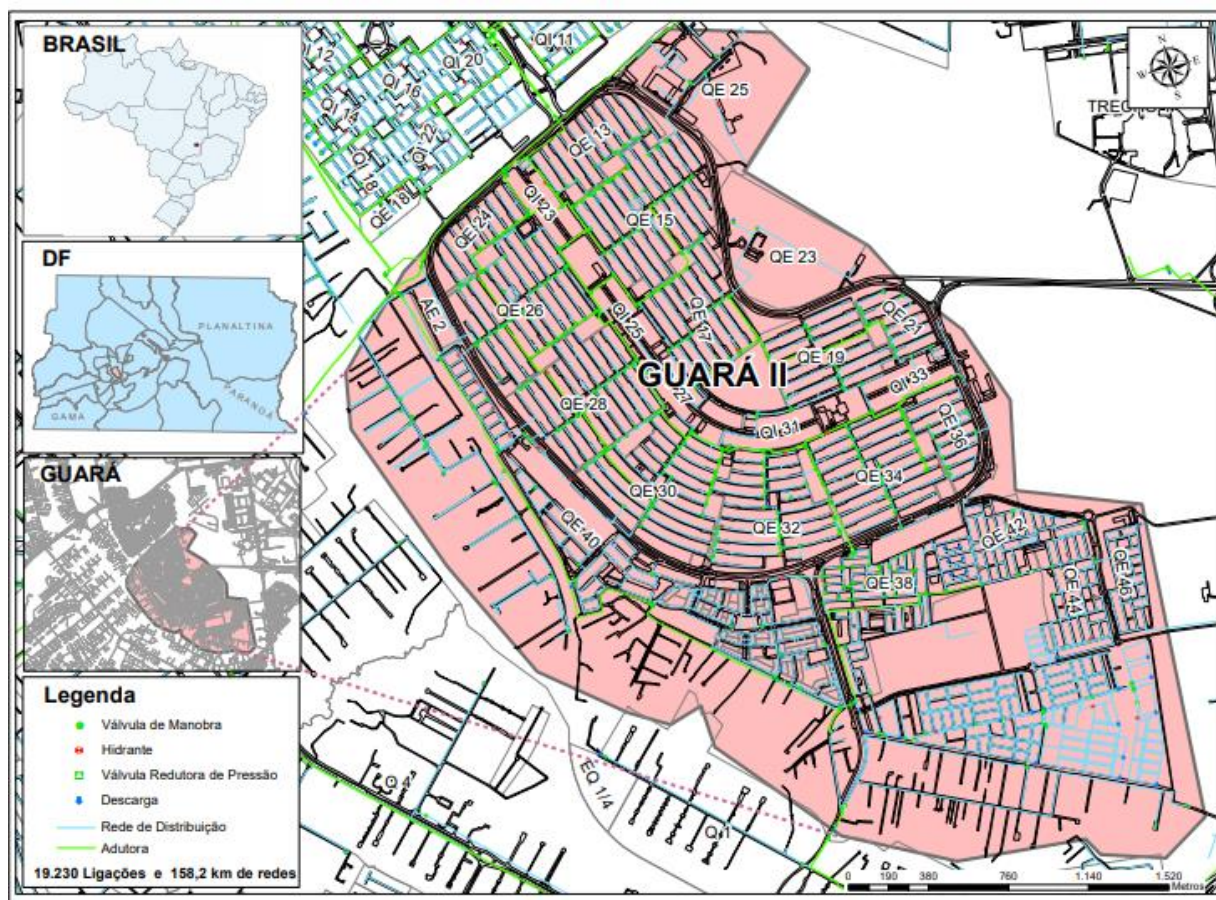 BRASIL
DF
PLANALTINA
PARANOÁ
GAMA
GUARÁ
Legenda
Válvula de Manobra
Hidrante
Válvula Redutora de Pressão
Descarga
Rede de Distribuição
Adutora
19.230 Ligações e 158,2 km de redes
QI 12
QI 20
QI 11
QI 16
QI 14
QI 22
QI 18
QE 18
QE 25
N
W E
S
QE 13
QI 23
QE 24
QE 15
QE 23
AE 2
QE 26
QI 25
QE 17
QE 21
QE 19
GUARÁ II
QI 33
QE 28
27
QI 31
QE 36
QE 30
QE 34
QE 32
QE 40
QE 42
QE 38
QE 44
QE 46
EQ 1/4
Q 4
Q 1
0 190 380 760 1.140 1.520
Metros